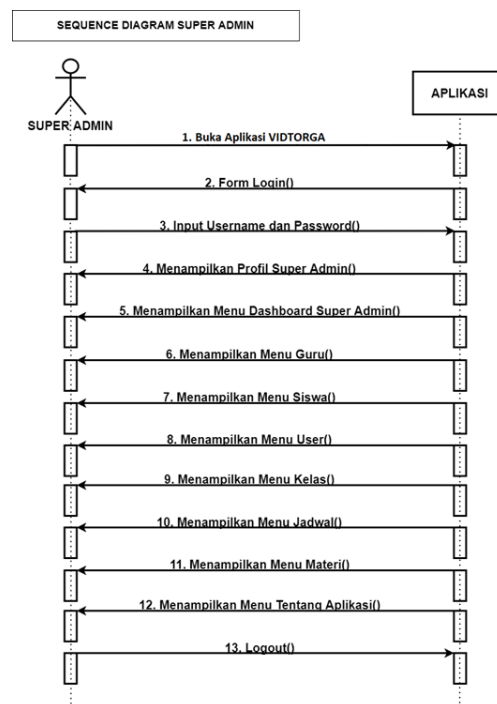 SEQUENCE DIAGRAM SUPER ADMIN
APLIKASI
SUPER ADMIN
1. Buka Aplikasi VIDTORGA
2. Form Login()
3. Input Username dan Password()
4. Menampilkan Profil Super Admin()
5. Menampilkan Menu Dashboard Super Admin()
6. Menampilkan Menu Guru()
7. Menampilkan Menu Siswa()
8. Menampilkan Menu User()
9. Menampilkan Menu Kelas()
10. Menampilkan Menu Jadwal()
11. Menampilkan Menu Materi()
12. Menampilkan Menu Tentang Aplikasi()
13. Logout()